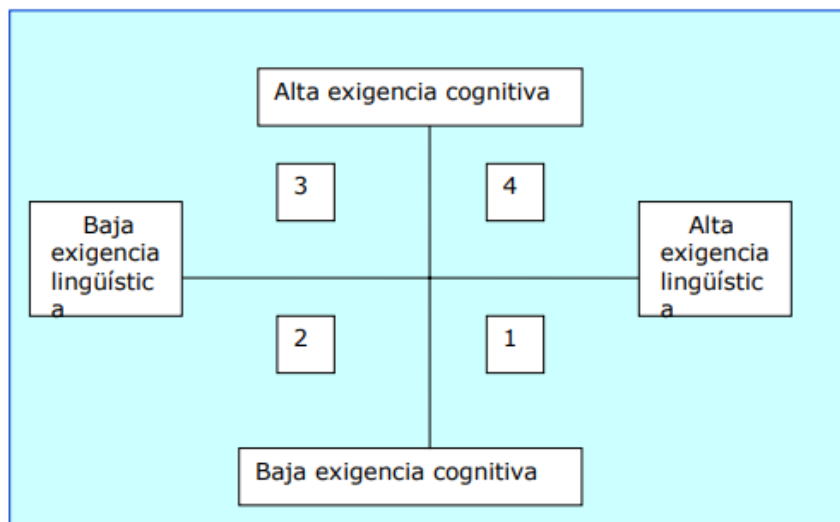 Alta exigencia cognitiva
3
4
Baja
exigencia
lingüístic
a
Alta
exigencia
lingüístic
a
2
1
Baja exigencia cognitiva